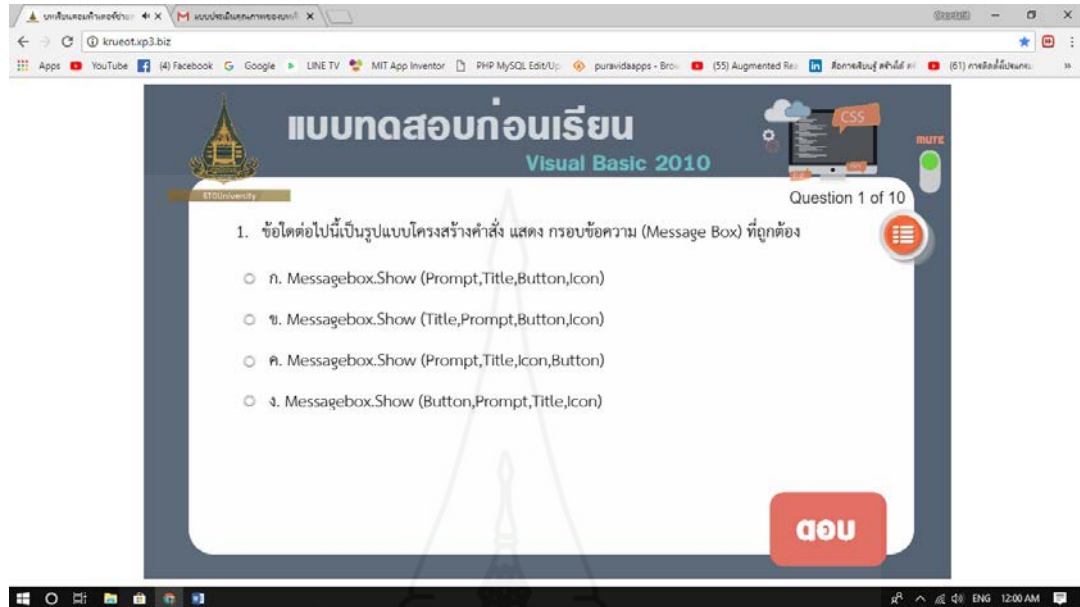 krueot.xp3.biz
Apps YouTube (4) Facebook Google LINE TV MIT App Inventor PHP MySQL Edit/Up puravidaapps - Bro (55) Augmented Rea
แบบทดสอบก่อนเรียน
Visual Basic 2010
CSS
MUTE
STOUniversity
Question 1 of 10
1. ข้อใดต่อไปนี้เป็นรูปแบบโครงสร้างคำสั่ง แสดง กรอบข้อความ (Message Box) ที่ถูกต้อง
ก. Messagebox.Show (Prompt,Title,Button,Icon)
ข. Messagebox.Show (Title,Prompt,Button,Icon)
ค. Messagebox.Show (Prompt,Title,Icon,Button)
ง. Messagebox.Show (Button,Prompt,Title,Icon)
ตอบ
ENG 12:00 AM